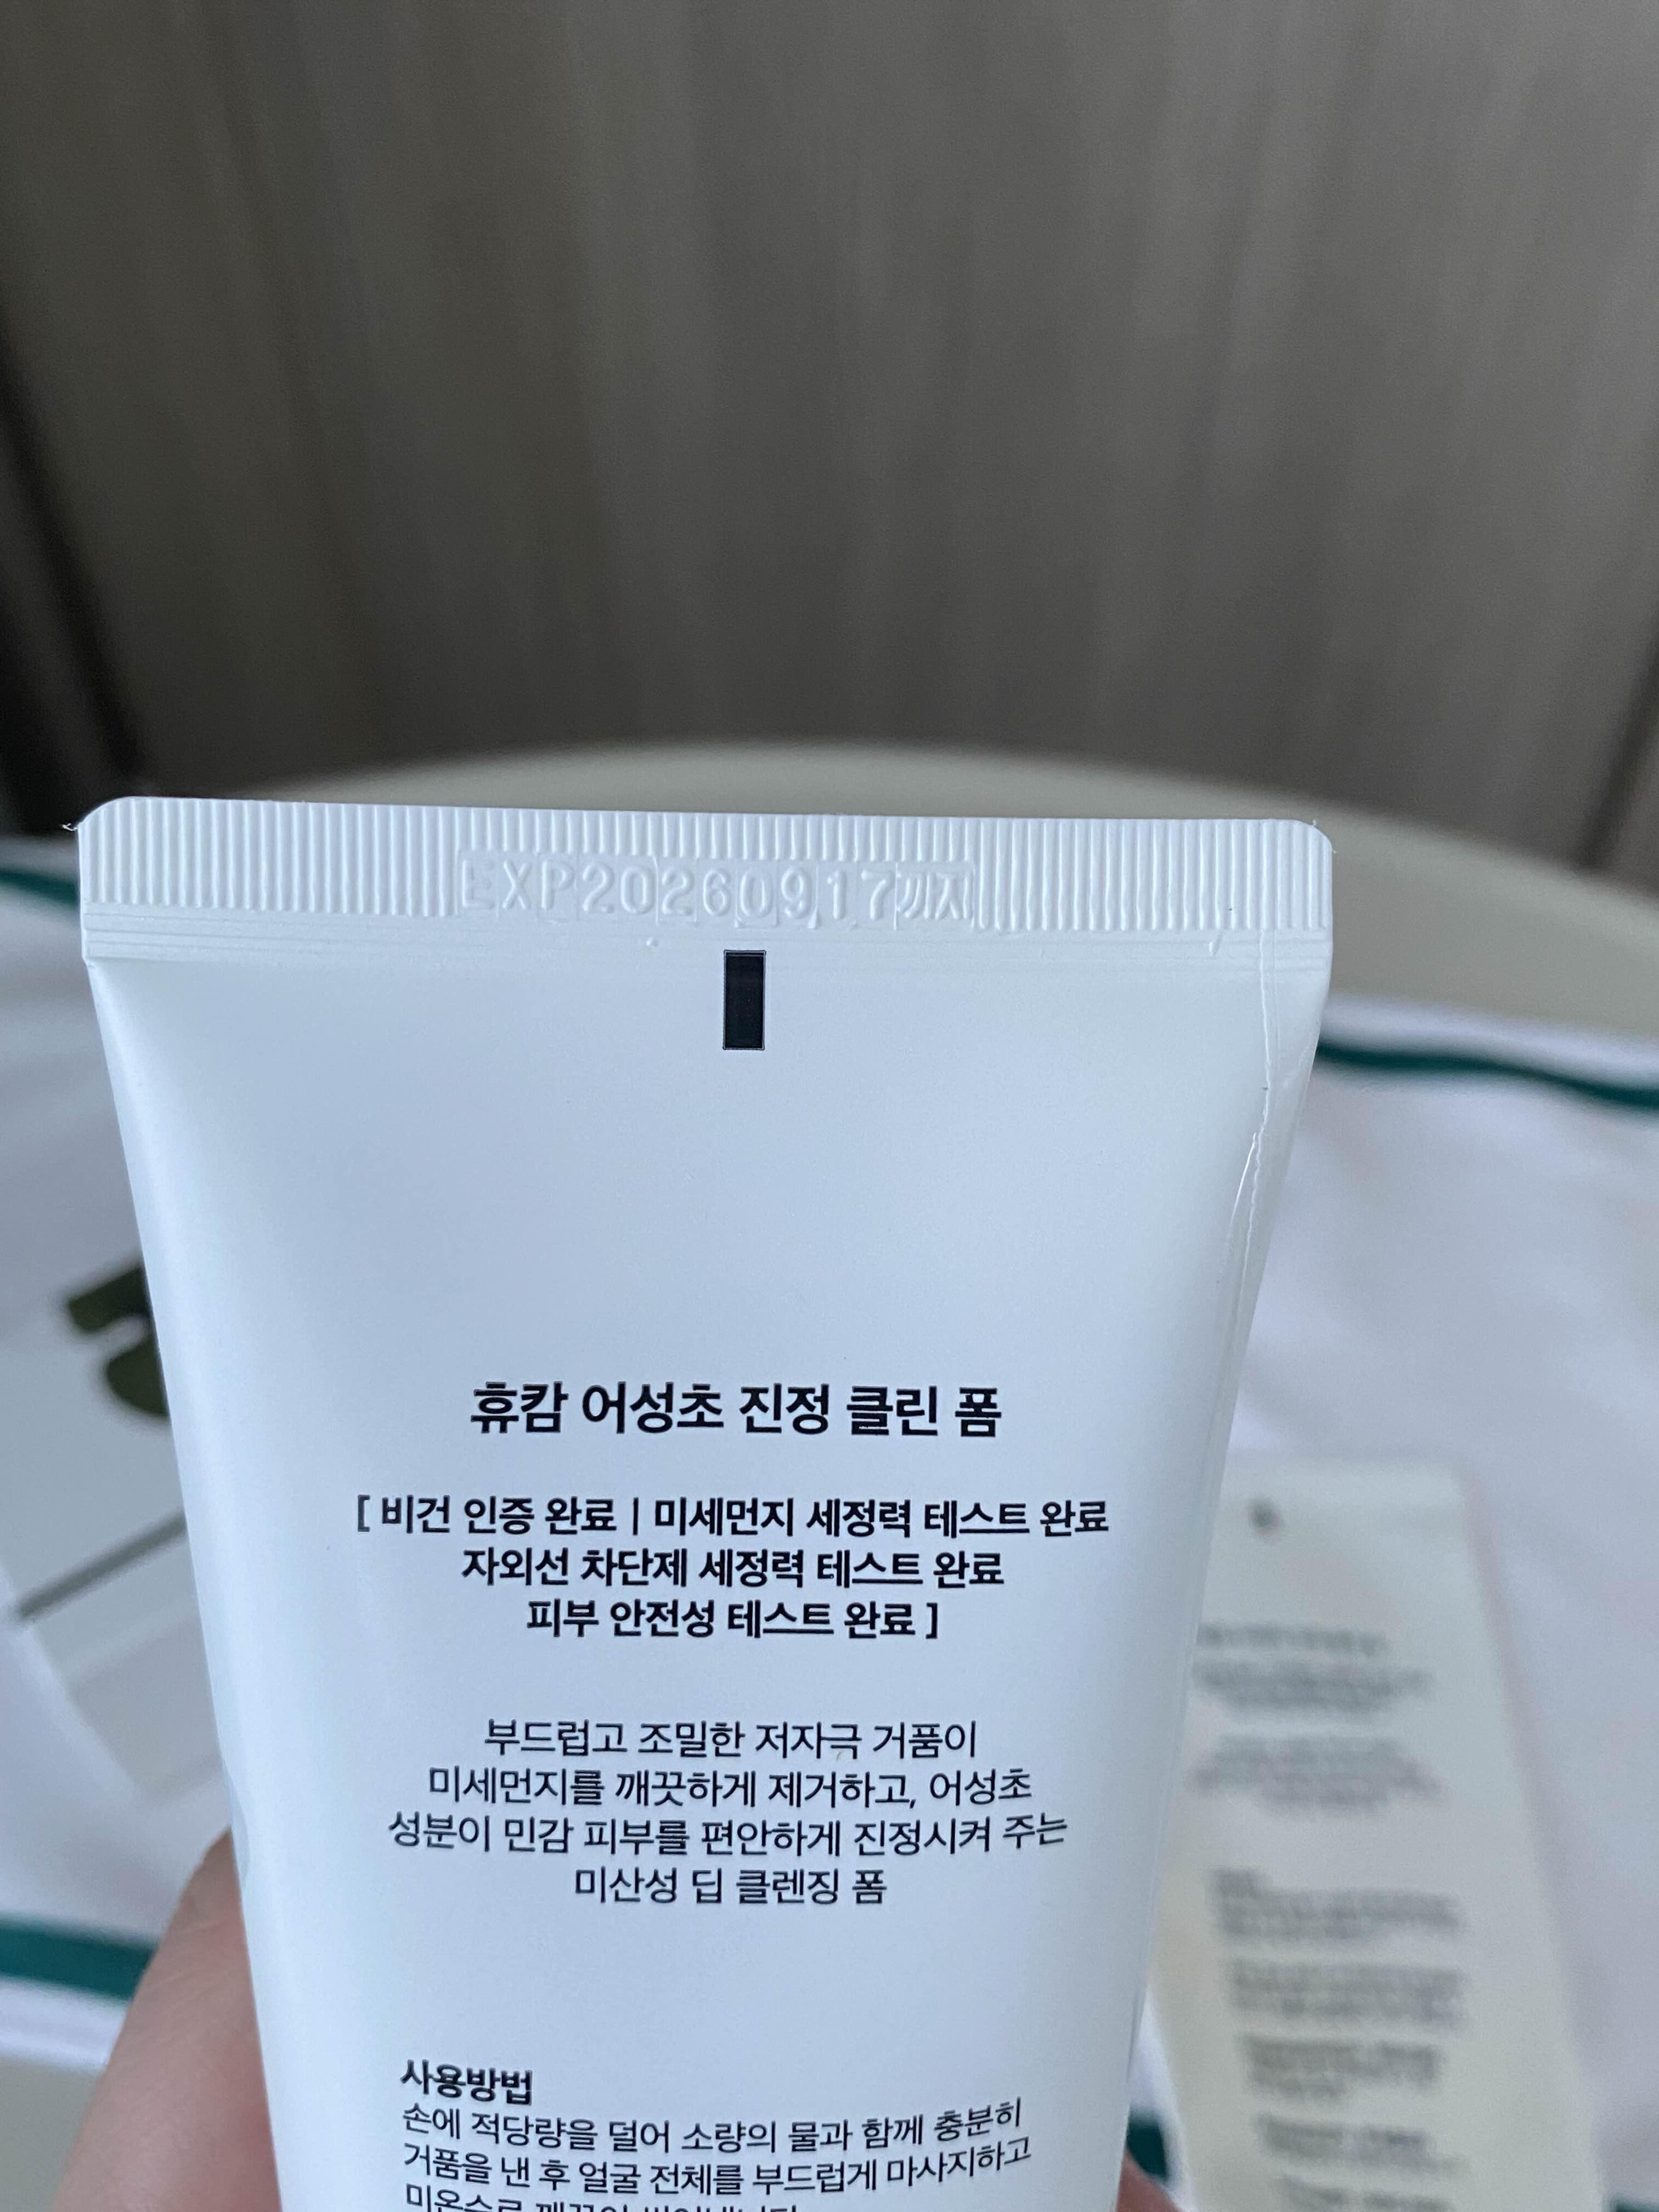 EXP20260917까지
휴캄 어성초 진정 클린 폼
[ 비건 인증 완료 | 미세먼지 세정력 테스트 완료
자외선 차단제 세정력 테스트 완료
피부 안전성 테스트 완료 ]
부드럽고 조밀한 저자극 거품이
미세먼지를 깨끗하게 제거하고, 어성초
성분이 민감 피부를 편안하게 진정시켜 주는
미산성 딥 클렌징 폼
사용방법
손에 적당량을 덜어 소량의 물과 함께 충분히
거품을 낸 후 얼굴 전체를 부드럽게 마사지하고